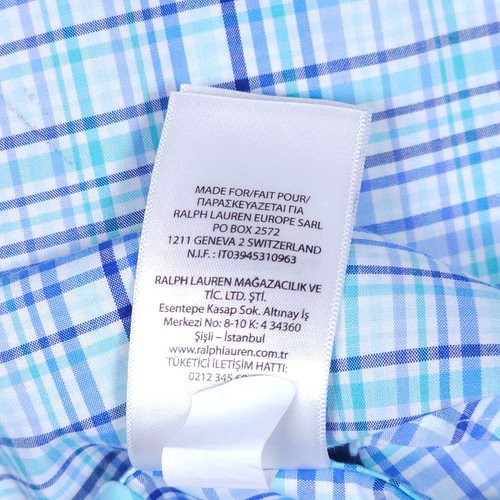 MADE FOR/FAIT POUR/
ΠΑΡΑΣΚΕΥΑΖΕΤΑΙ ΓΙΑ
RALPH LAUREN EUROPE SARL
PO BOX 2572
1211 GENEVA 2 SWITZERLAND
N.I.F. : IT03945310963
RALPH LAUREN MAĞAZACILIK VE
TİC. LTD. ŞTİ.
Esentepe Kasap Sok. Altınay İş
Merkezi No: 8-10 K: 4 34360
Şişli – İstanbul
www.ralphlauren.com.tr
TÜKETİCİ İLETİŞİM HATTI:
0212 345